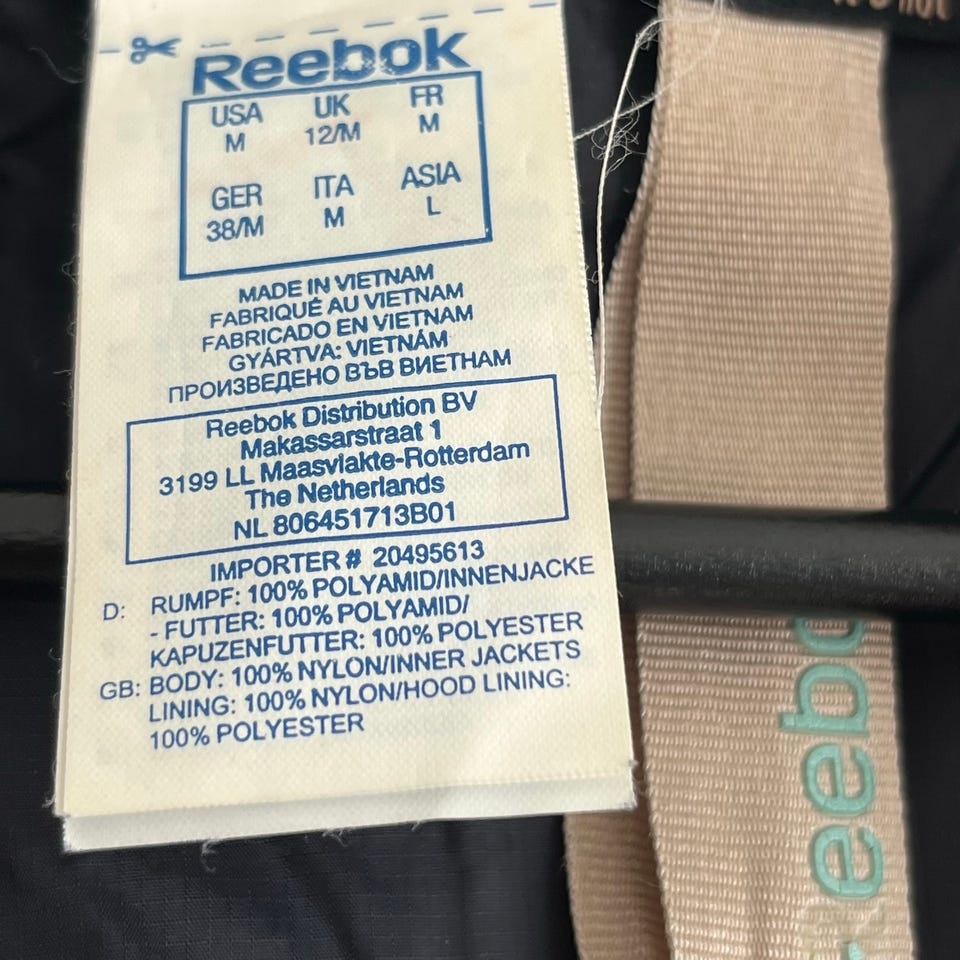 Reebok
USA UK FR
M 12/M M
GER ITA ASIA
38/M M L
MADE IN VIETNAM
FABRIQUÉ AU VIETNAM
FABRICADO EN VIETNAM
GYÁRTVA: VIETNÁM
ПРОИЗВЕДЕНО ВЪВ ВИЕТНАМ
Reebok Distribution BV
Makassarstraat 1
3199 LL Maasvlakte-Rotterdam
The Netherlands
NL 806451713B01
IMPORTER # 20495613
D: RUMPF: 100% POLYAMID/INNENJACKE
- FUTTER: 100% POLYAMID/
KAPUZENFUTTER: 100% POLYESTER
GB: BODY: 100% NYLON/INNER JACKETS
LINING: 100% NYLON/HOOD LINING:
100% POLYESTER
reebo